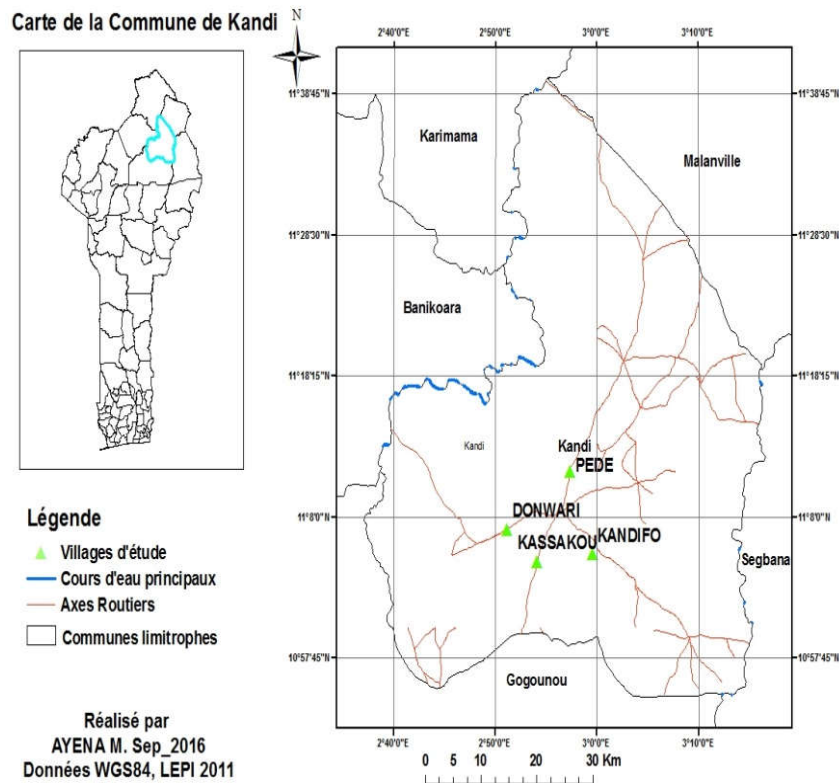 Carte de la Commune de Kandi
N
2°40'0"E 2°50'0"E 3°0'0"E 3°10'0"E
11°38'45"N 11°38'45"N
Karimama
Malanville
11°28'30"N 11°28'30"N
Banikoara
11°18'15"N 11°18'15"N
Kandi
Kandi
PEDE
DONWARI
11°8'0"N 11°8'0"N
KASSAKOU KANDIFO
Segbana
10°57'45"N 10°57'45"N
Gogounou
2°40'0"E 2°50'0"E 3°0'0"E 3°10'0"E
0 5 10 20 30 Km
Légende
Villages d'étude
Cours d'eau principaux
Axes Routiers
Communes limitrophes
Réalisé par
AYENA M. Sep_2016
Données WGS84, LEPI 2011